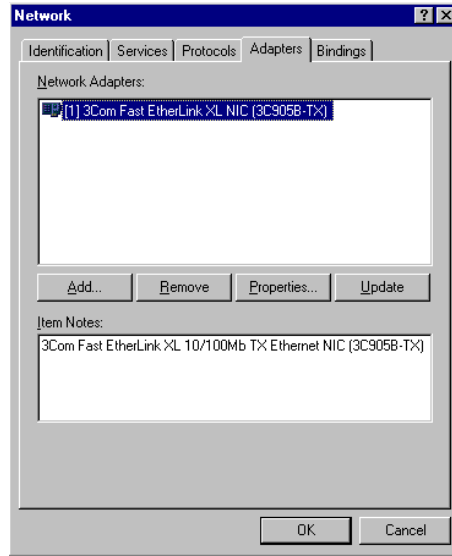 Network
Identification Services Protocols Adapters Bindings
Network Adapters:
[1] 3Com Fast EtherLink XL NIC (3C905B-TX)
Add... Remove Properties... Update
Item Notes:
3Com Fast EtherLink XL 10/100Mb TX Ethernet NIC (3C905B-TX)
OK Cancel